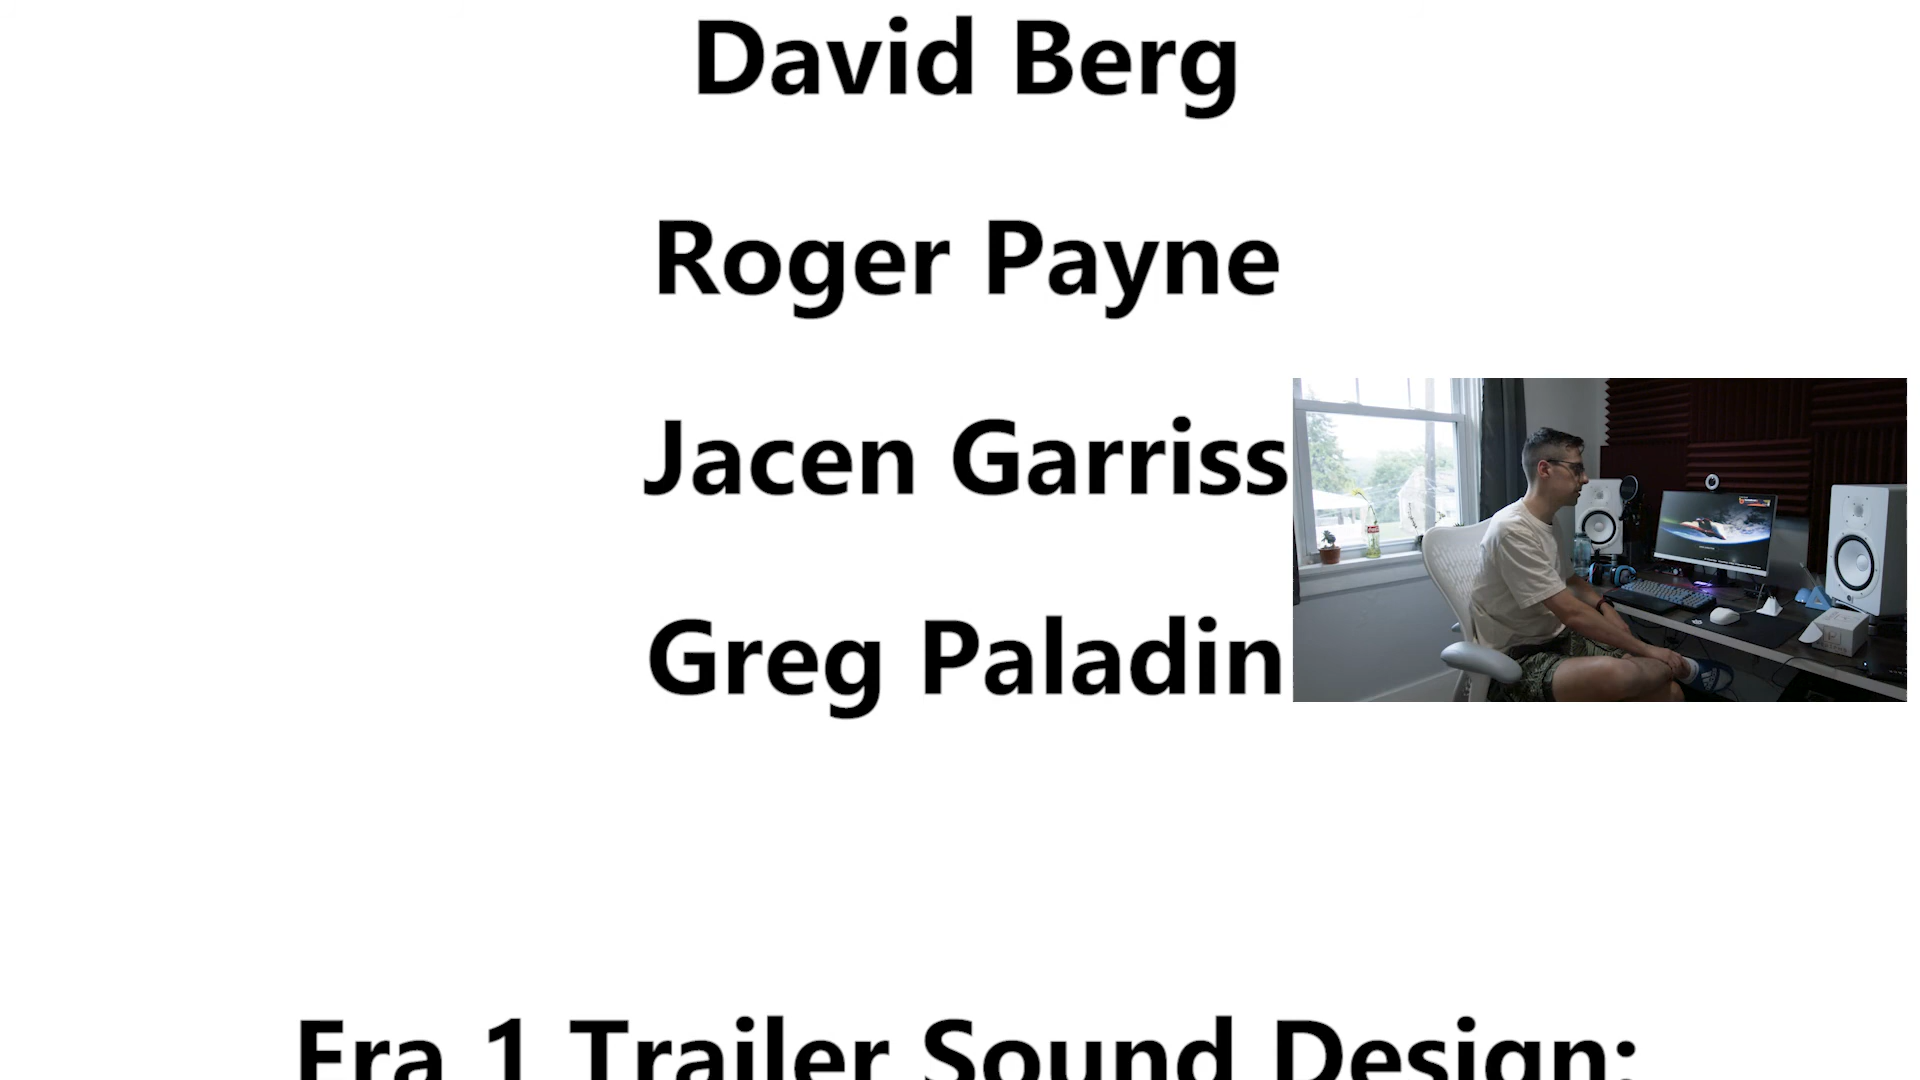 David Berg
Roger Payne
Jacen Garriss
Greg Paladin
Era 1 Trailer Sound Design: